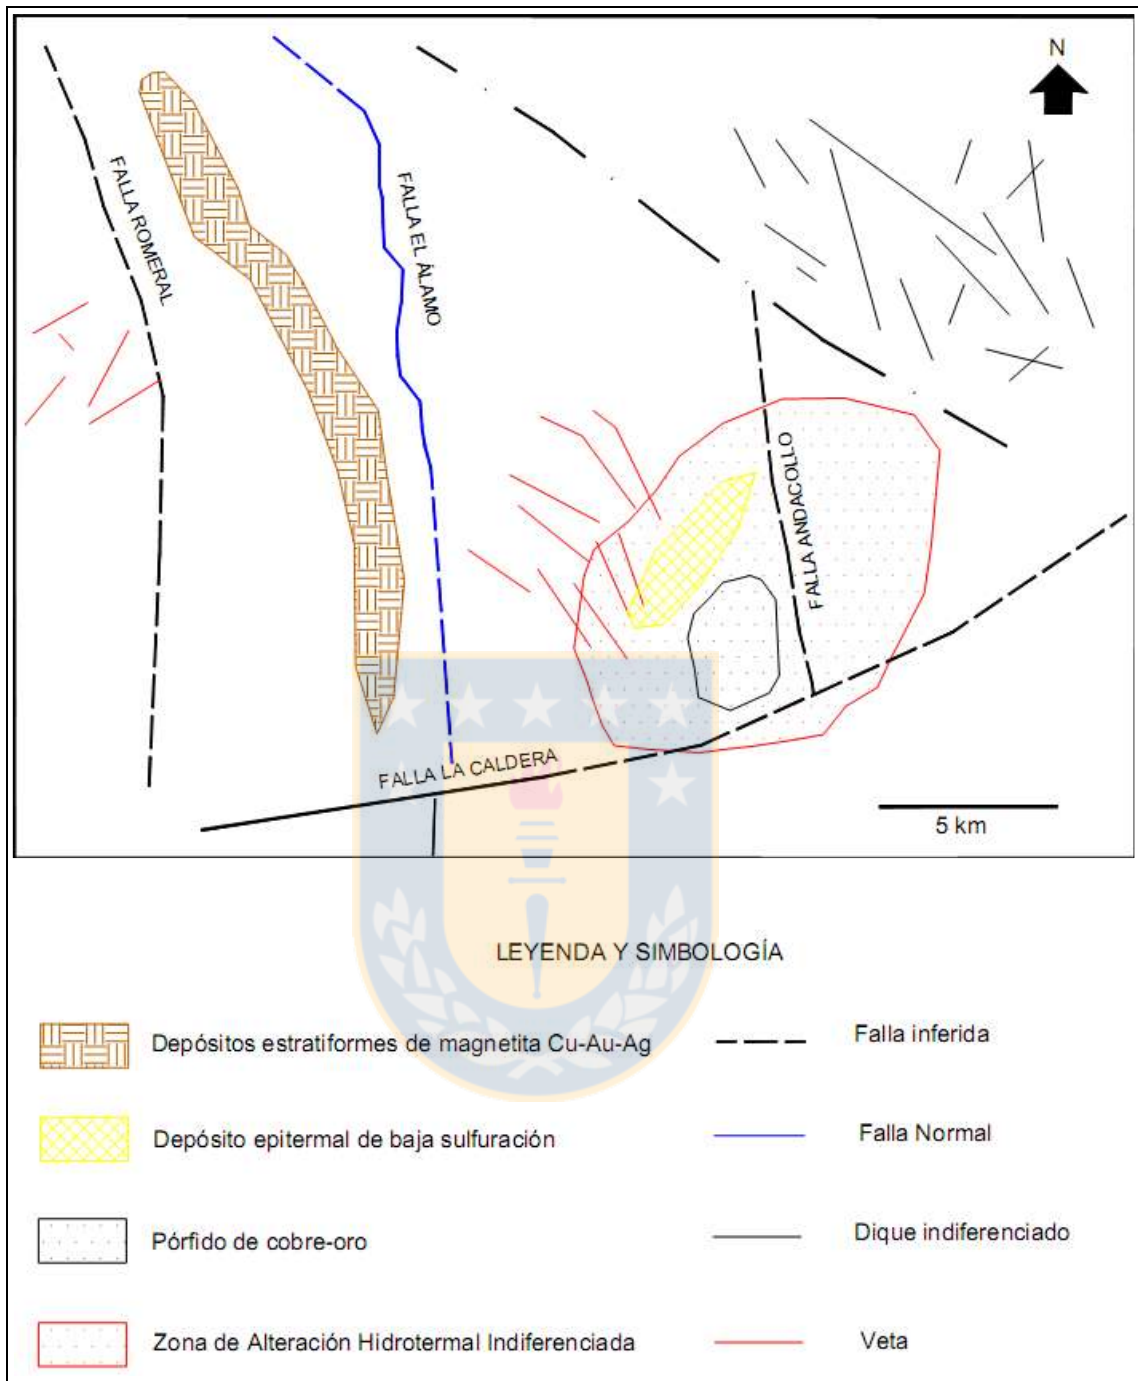 N
FALLA ROMERAL
FALLA EL ÁLAMO
FALLA ANDACOLLO
FALLA LA CALDERA
5 km
LEYENDA Y SIMBOLOGÍA
Depósitos estratiformes de magnetita Cu-Au-Ag
Falla inferida
Depósito epitermal de baja sulfuración
Falla Normal
Pórfido de cobre-oro
Dique indiferenciado
Zona de Alteración Hidrotermal Indiferenciada
Veta